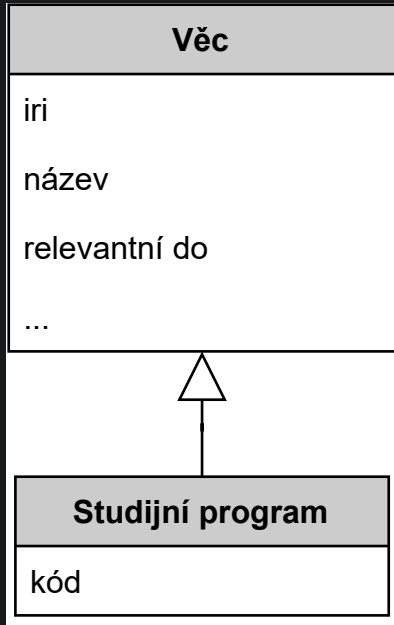 Věc
iri
název
relevantní do
...
Studijní program
kód